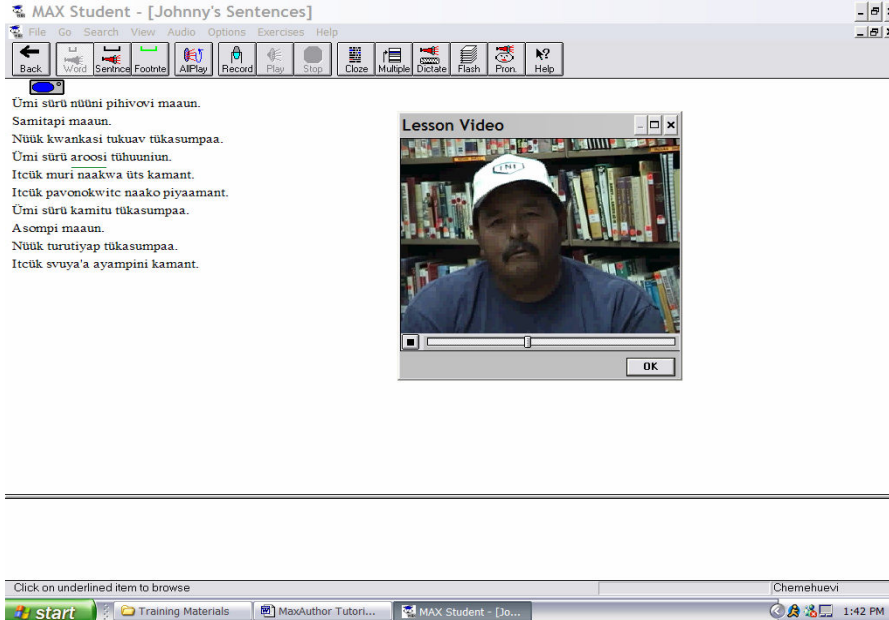 MAX Student - [Johnny's Sentences]
File Go Search View Audio Options Exercises Help
Back Word Sentnce Footnte AllPlay Record Play Stop Cloze Multiple Dictate Flash Pron. Help
Ümi sürü nüüni pihivovi maaun.
Samitapi maaun.
Nüük kwankasi tukuav tükasumpaa.
Ümi sürü aroosi tühuuniun.
Itcük muri naakwa üts kamant.
Itcük pavonokwitc naako piyaamant.
Ümi sürü kamitu tükasumpaa.
Asompi maaun.
Nüük turutiyap tükasumpaa.
Itcük svuya'a ayampini kamant.
Lesson Video
INI
OK
Click on underlined item to browse
Chemehuevi
start Training Materials MaxAuthor Tutori... MAX Student - [Jo... 1:42 PM